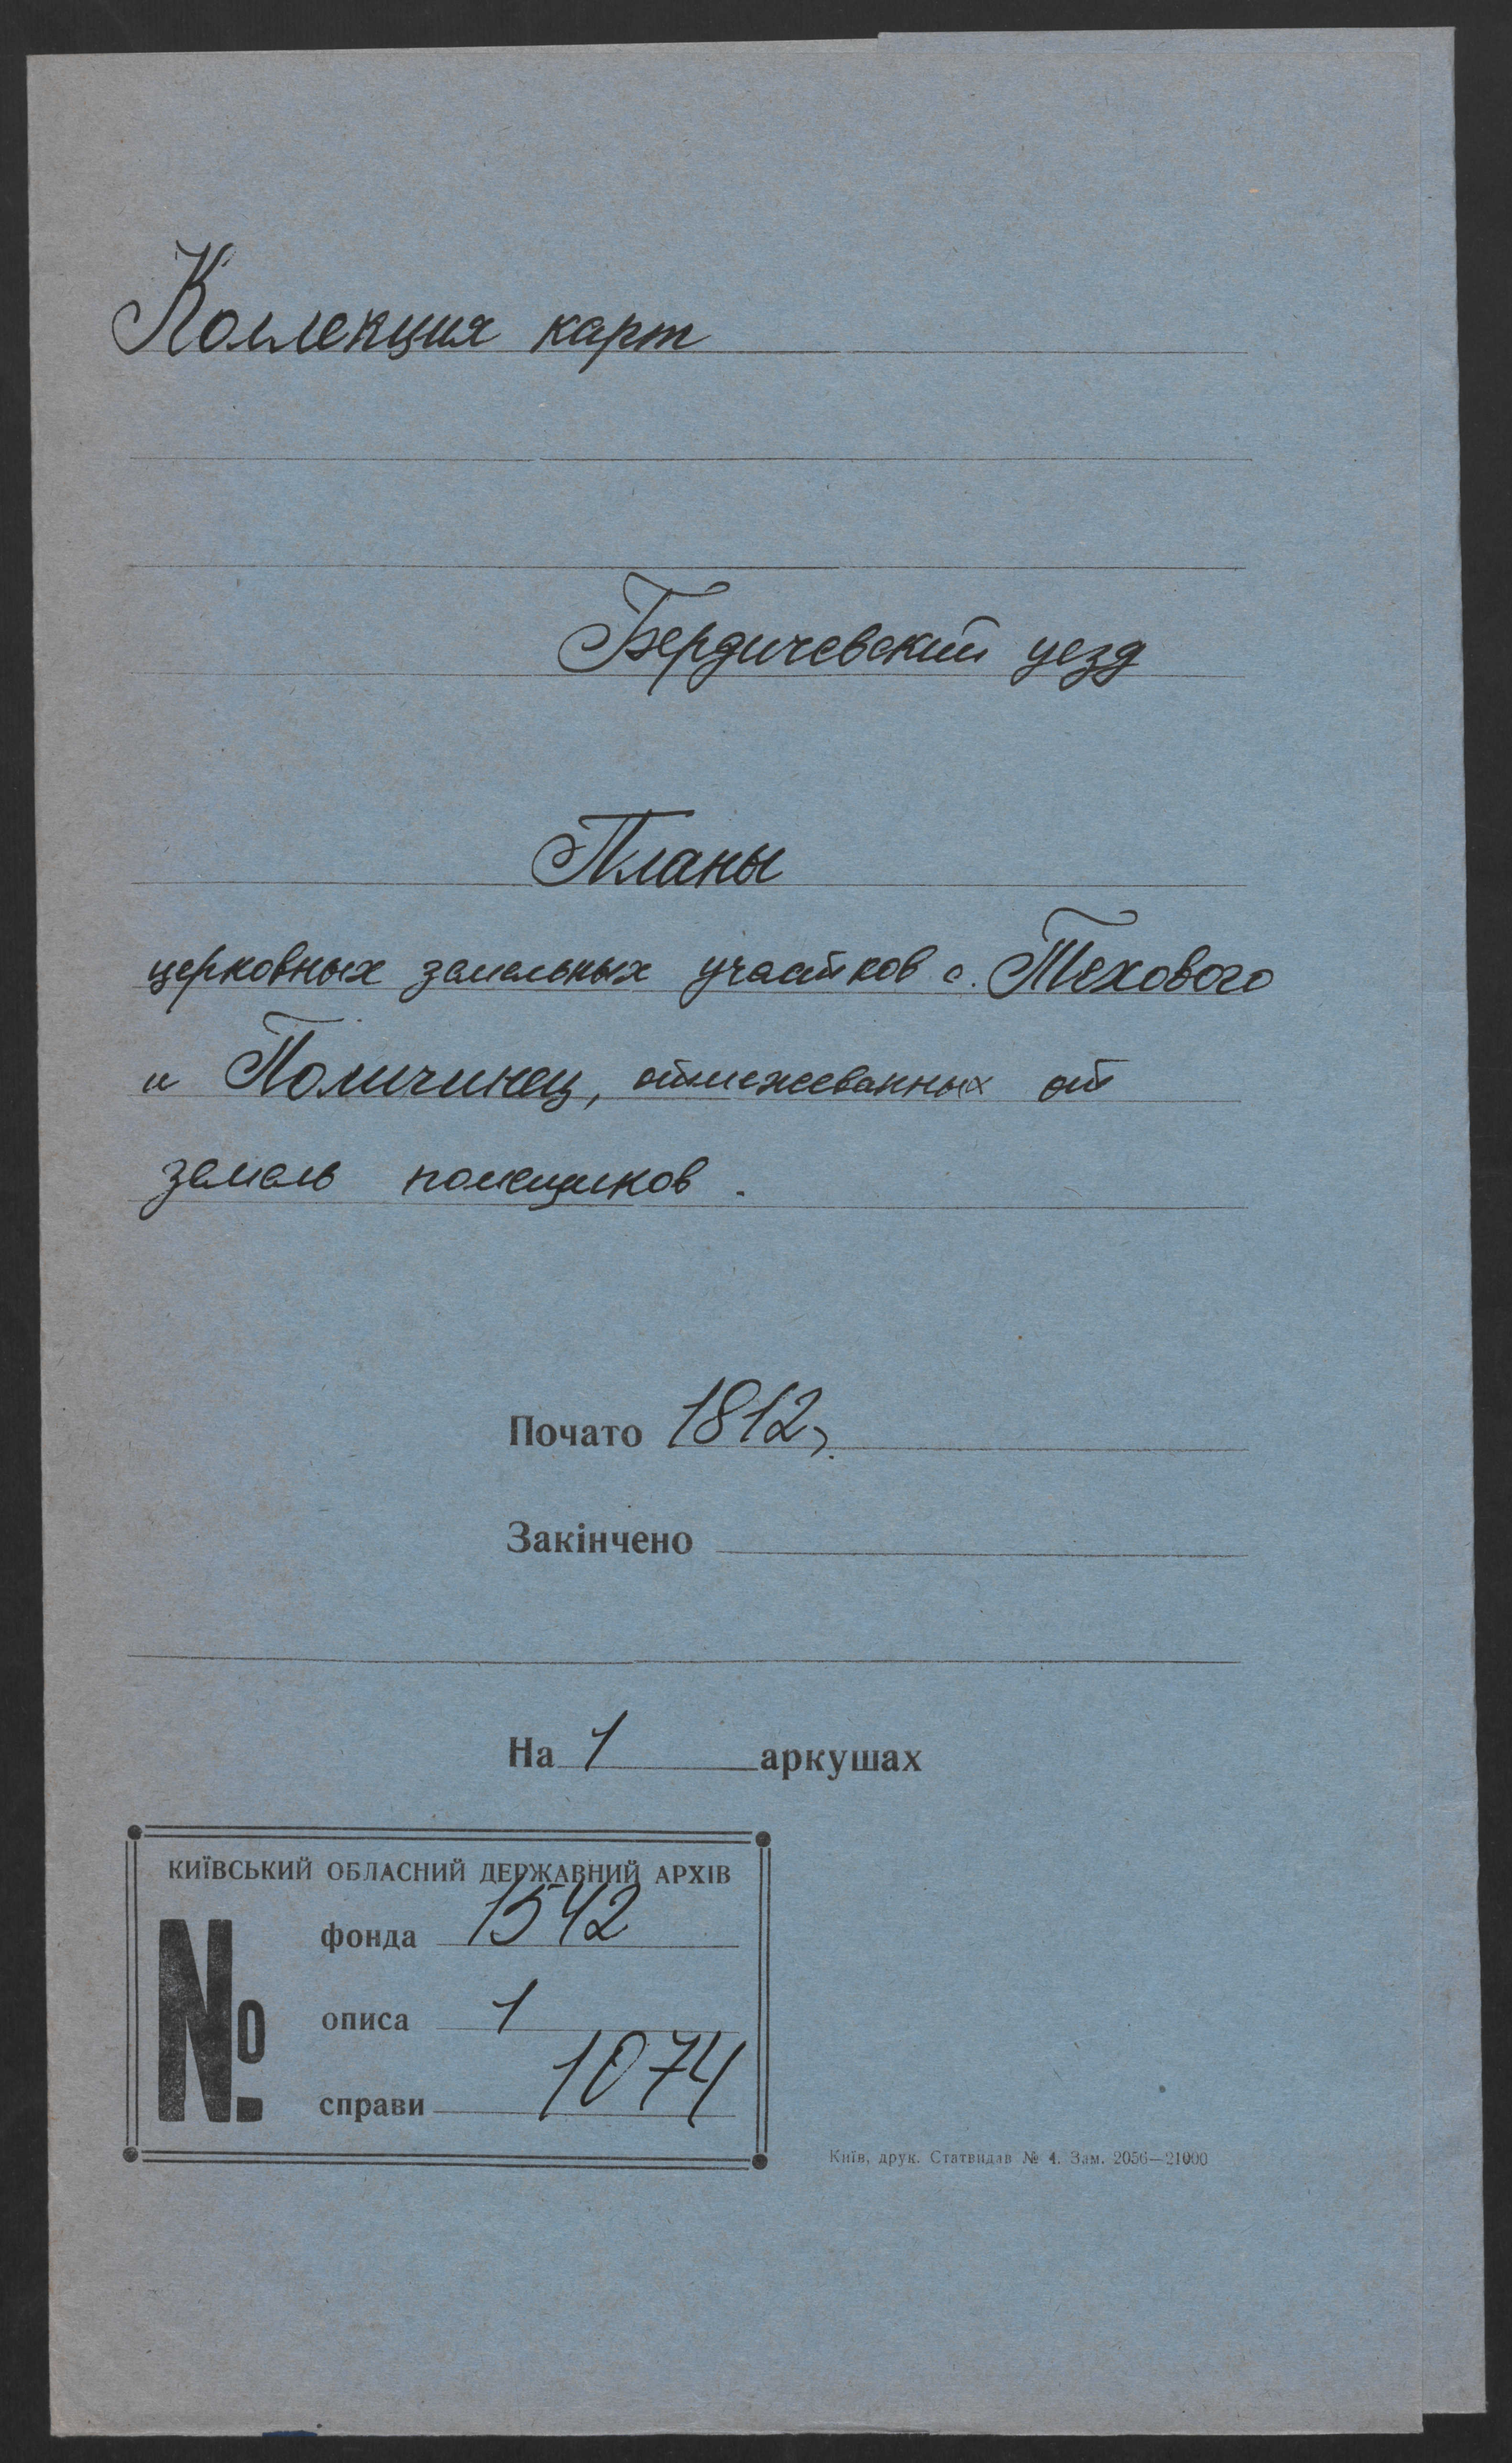 Коллекция карт
Бердичевский уезд
Планы
церковных земельных участков с. Техового
и Поличинец, отмежеванных от
земель помещиков.
Почато 1812 г.
Закінчено
На 1 аркушах
КИЇВСЬКИЙ ОБЛАСНИЙ ДЕРЖАВНИЙ АРХІВ
№ фонда 1542
описа 1
справи 1074
Київ, друк. Статвидав № 4. Зам. 2056—21000